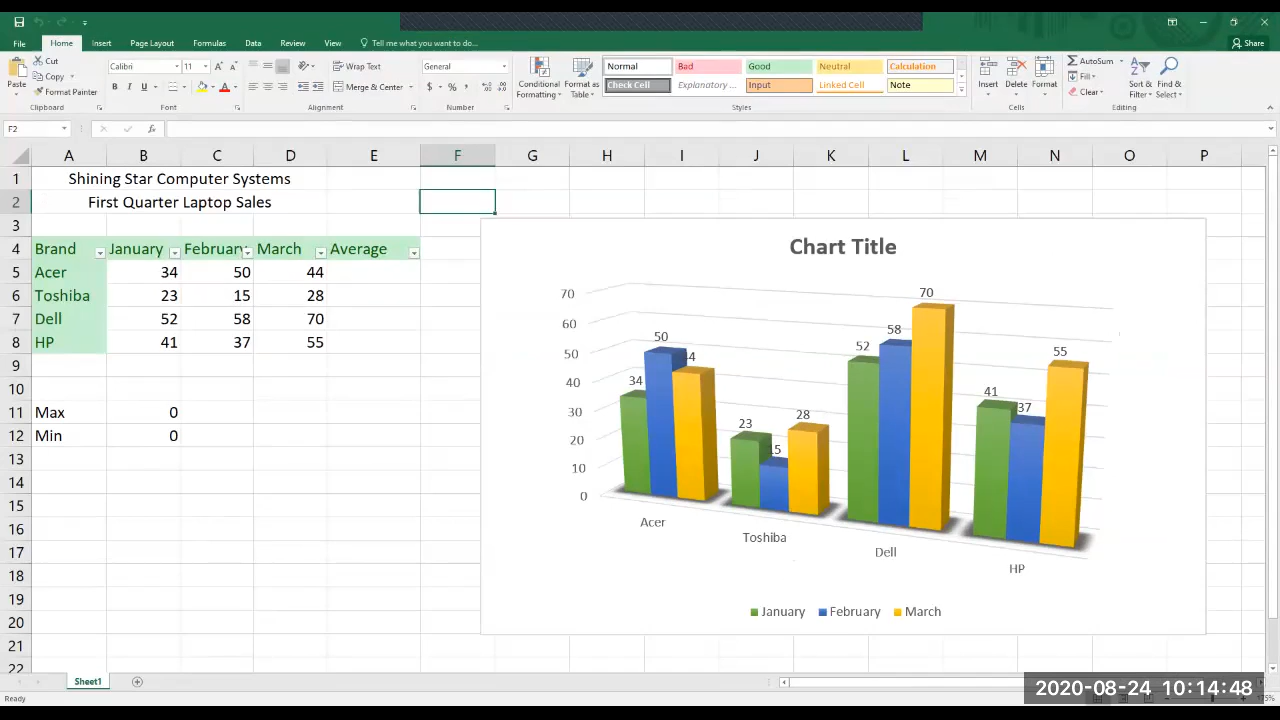 File Home Insert Page Layout Formulas Data Review View Tell me what you want to do... Share
Paste Cut Calibri 11 A A Wrap Text General Conditional Formatting Format as Table Normal Bad Good Neutral Calculation Insert Delete Format AutoSum Sort & Filter Find & Select
Copy Fill
Format Painter B I U A Merge & Center $ % , Check Cell Explanatory ... Input Linked Cell Note Clear
Clipboard Font Alignment Number Styles Cells Editing
F2 fx
A B C D E F G H I J K L M N O P
1 Shining Star Computer Systems
2 First Quarter Laptop Sales
3
4 Brand January February March Average
5 Acer 34 50 44
6 Toshiba 23 15 28
7 Dell 52 58 70
8 HP 41 37 55
9
10
11 Max 0
12 Min 0
13
14
15
16
17
18
19
20
21
22
Chart Title
70
60
50
40
30
20
10
0
34 50 44
23 15 28
52 58 70
41 37 55
Acer
Toshiba
Dell
HP
January February March
Sheet1
Ready
2020-08-24 10:14:48